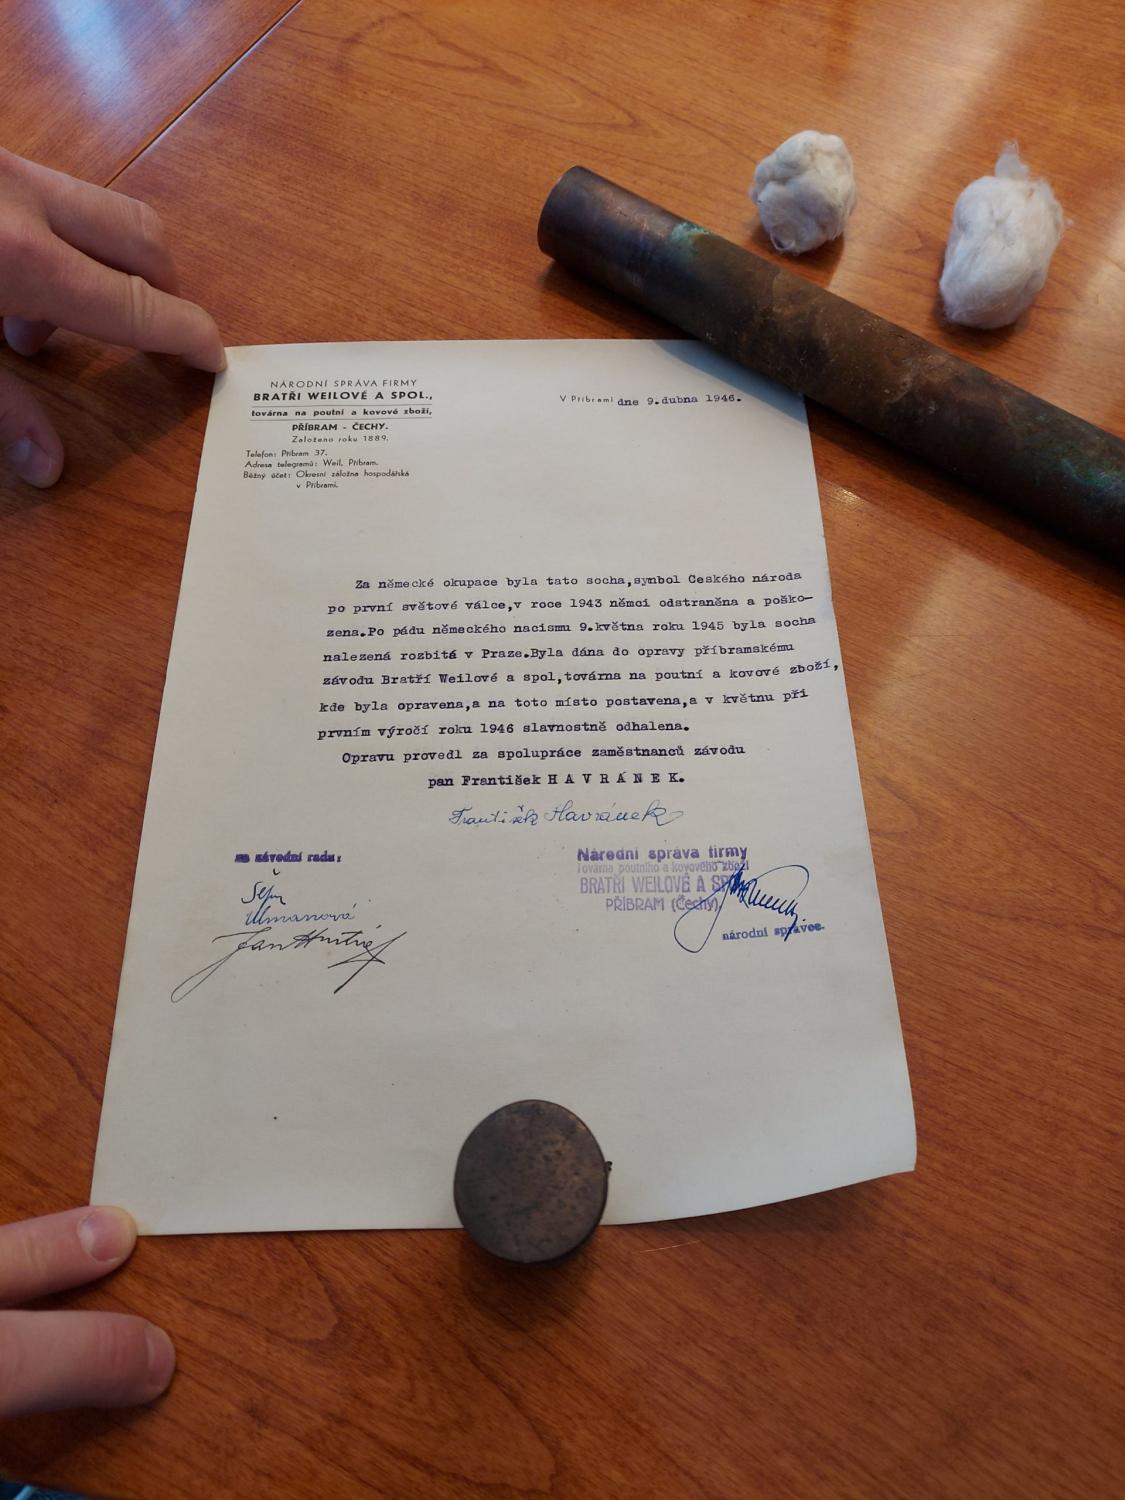 NÁRODNÍ SPRÁVA FIRMY
BRATŘI WEILOVÉ A SPOL.,
továrna na poutní a kovové zboží,
PŘÍBRAM - ČECHY.
Založeno roku 1889.
Telefon: Příbram 37.
Adresa telegramů: Weil, Příbram.
Běžný účet: Okresní záložna hospodářská
v Příbrami.
V Příbrami dne 9.dubna 1946.
Za německé okupace byla tato socha,symbol Českého národa
po první světové válce,v roce 1943 němci odstraněna a poško-
zena.Po pádu německého nacismu 9.května roku 1945 byla socha
nalezená rozbitá v Praze.Byla dána do opravy příbramskému
závodu Bratří Weilové a spol,továrna na poutní a kovové zboží,
kde byla opravena,a na toto místo postavena,a v květnu při
prvním výročí roku 1946 slavnostně odhalena.
Opravu provedl za spolupráce zaměstnanců závodu
pan František H A V R Á N E K.
František Havránek
za závodní radu:
Ulmanová
Jan
Národní správa firmy
Továrna poutního a kovového zboží
BRATŘI WEILOVÉ A SP
PŘÍBRAM (Čechy).
národní správce.